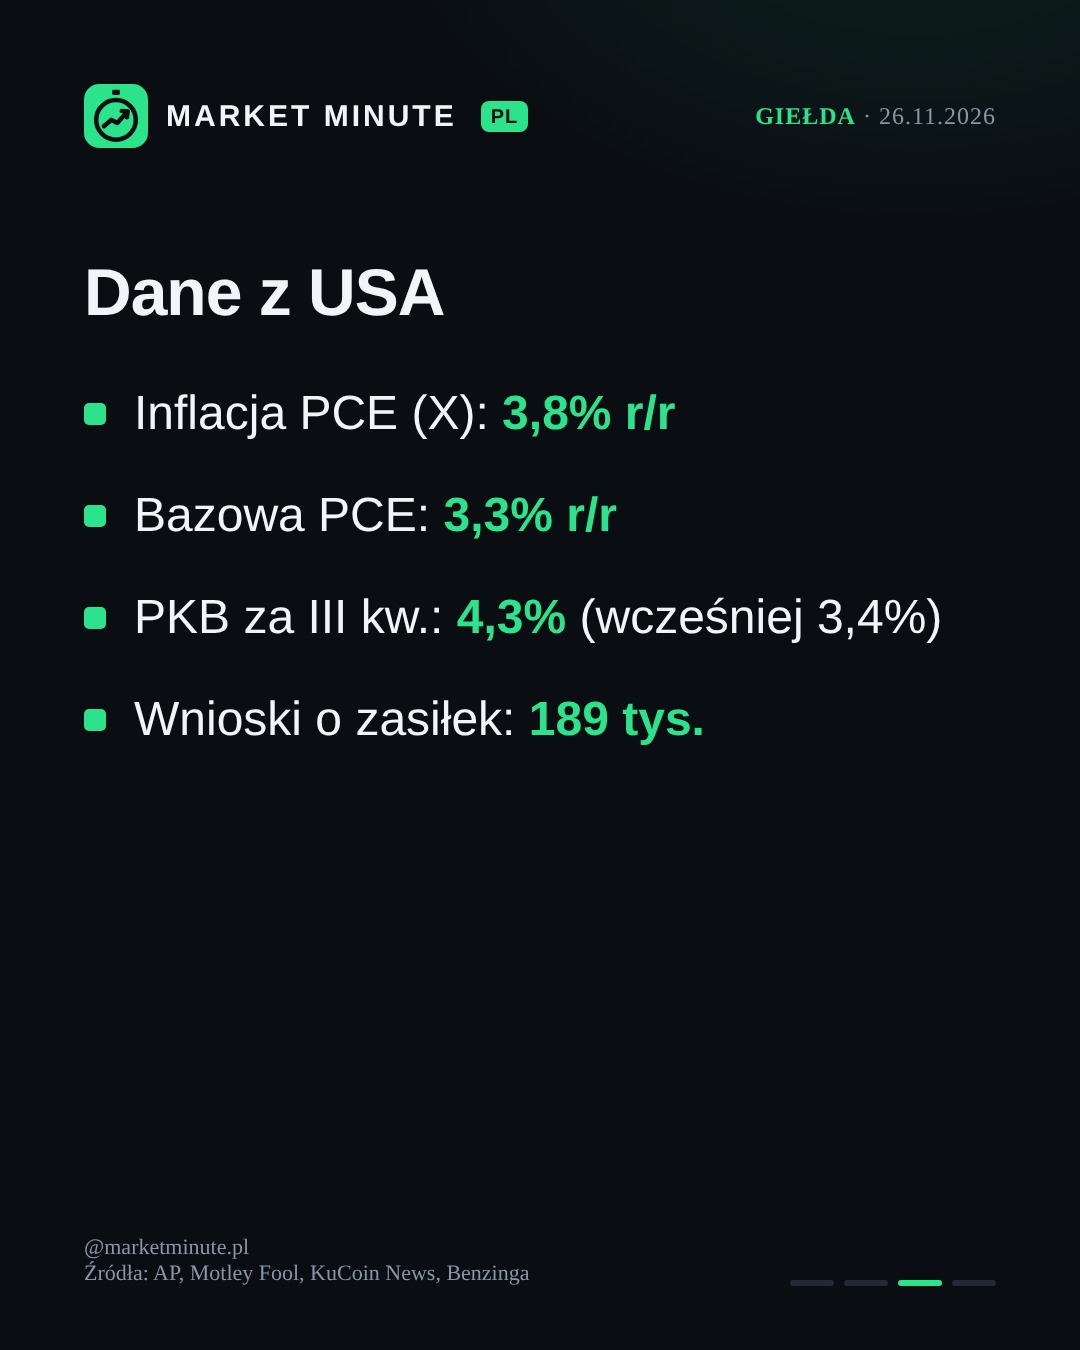 MARKET MINUTE PL
GIEŁDA · 26.11.2026
Dane z USA
Inflacja PCE (X): 3,8% r/r
Bazowa PCE: 3,3% r/r
PKB za III kw.: 4,3% (wcześniej 3,4%)
Wnioski o zasiłek: 189 tys.
@marketminute.pl
Źródła: AP, Motley Fool, KuCoin News, Benzinga